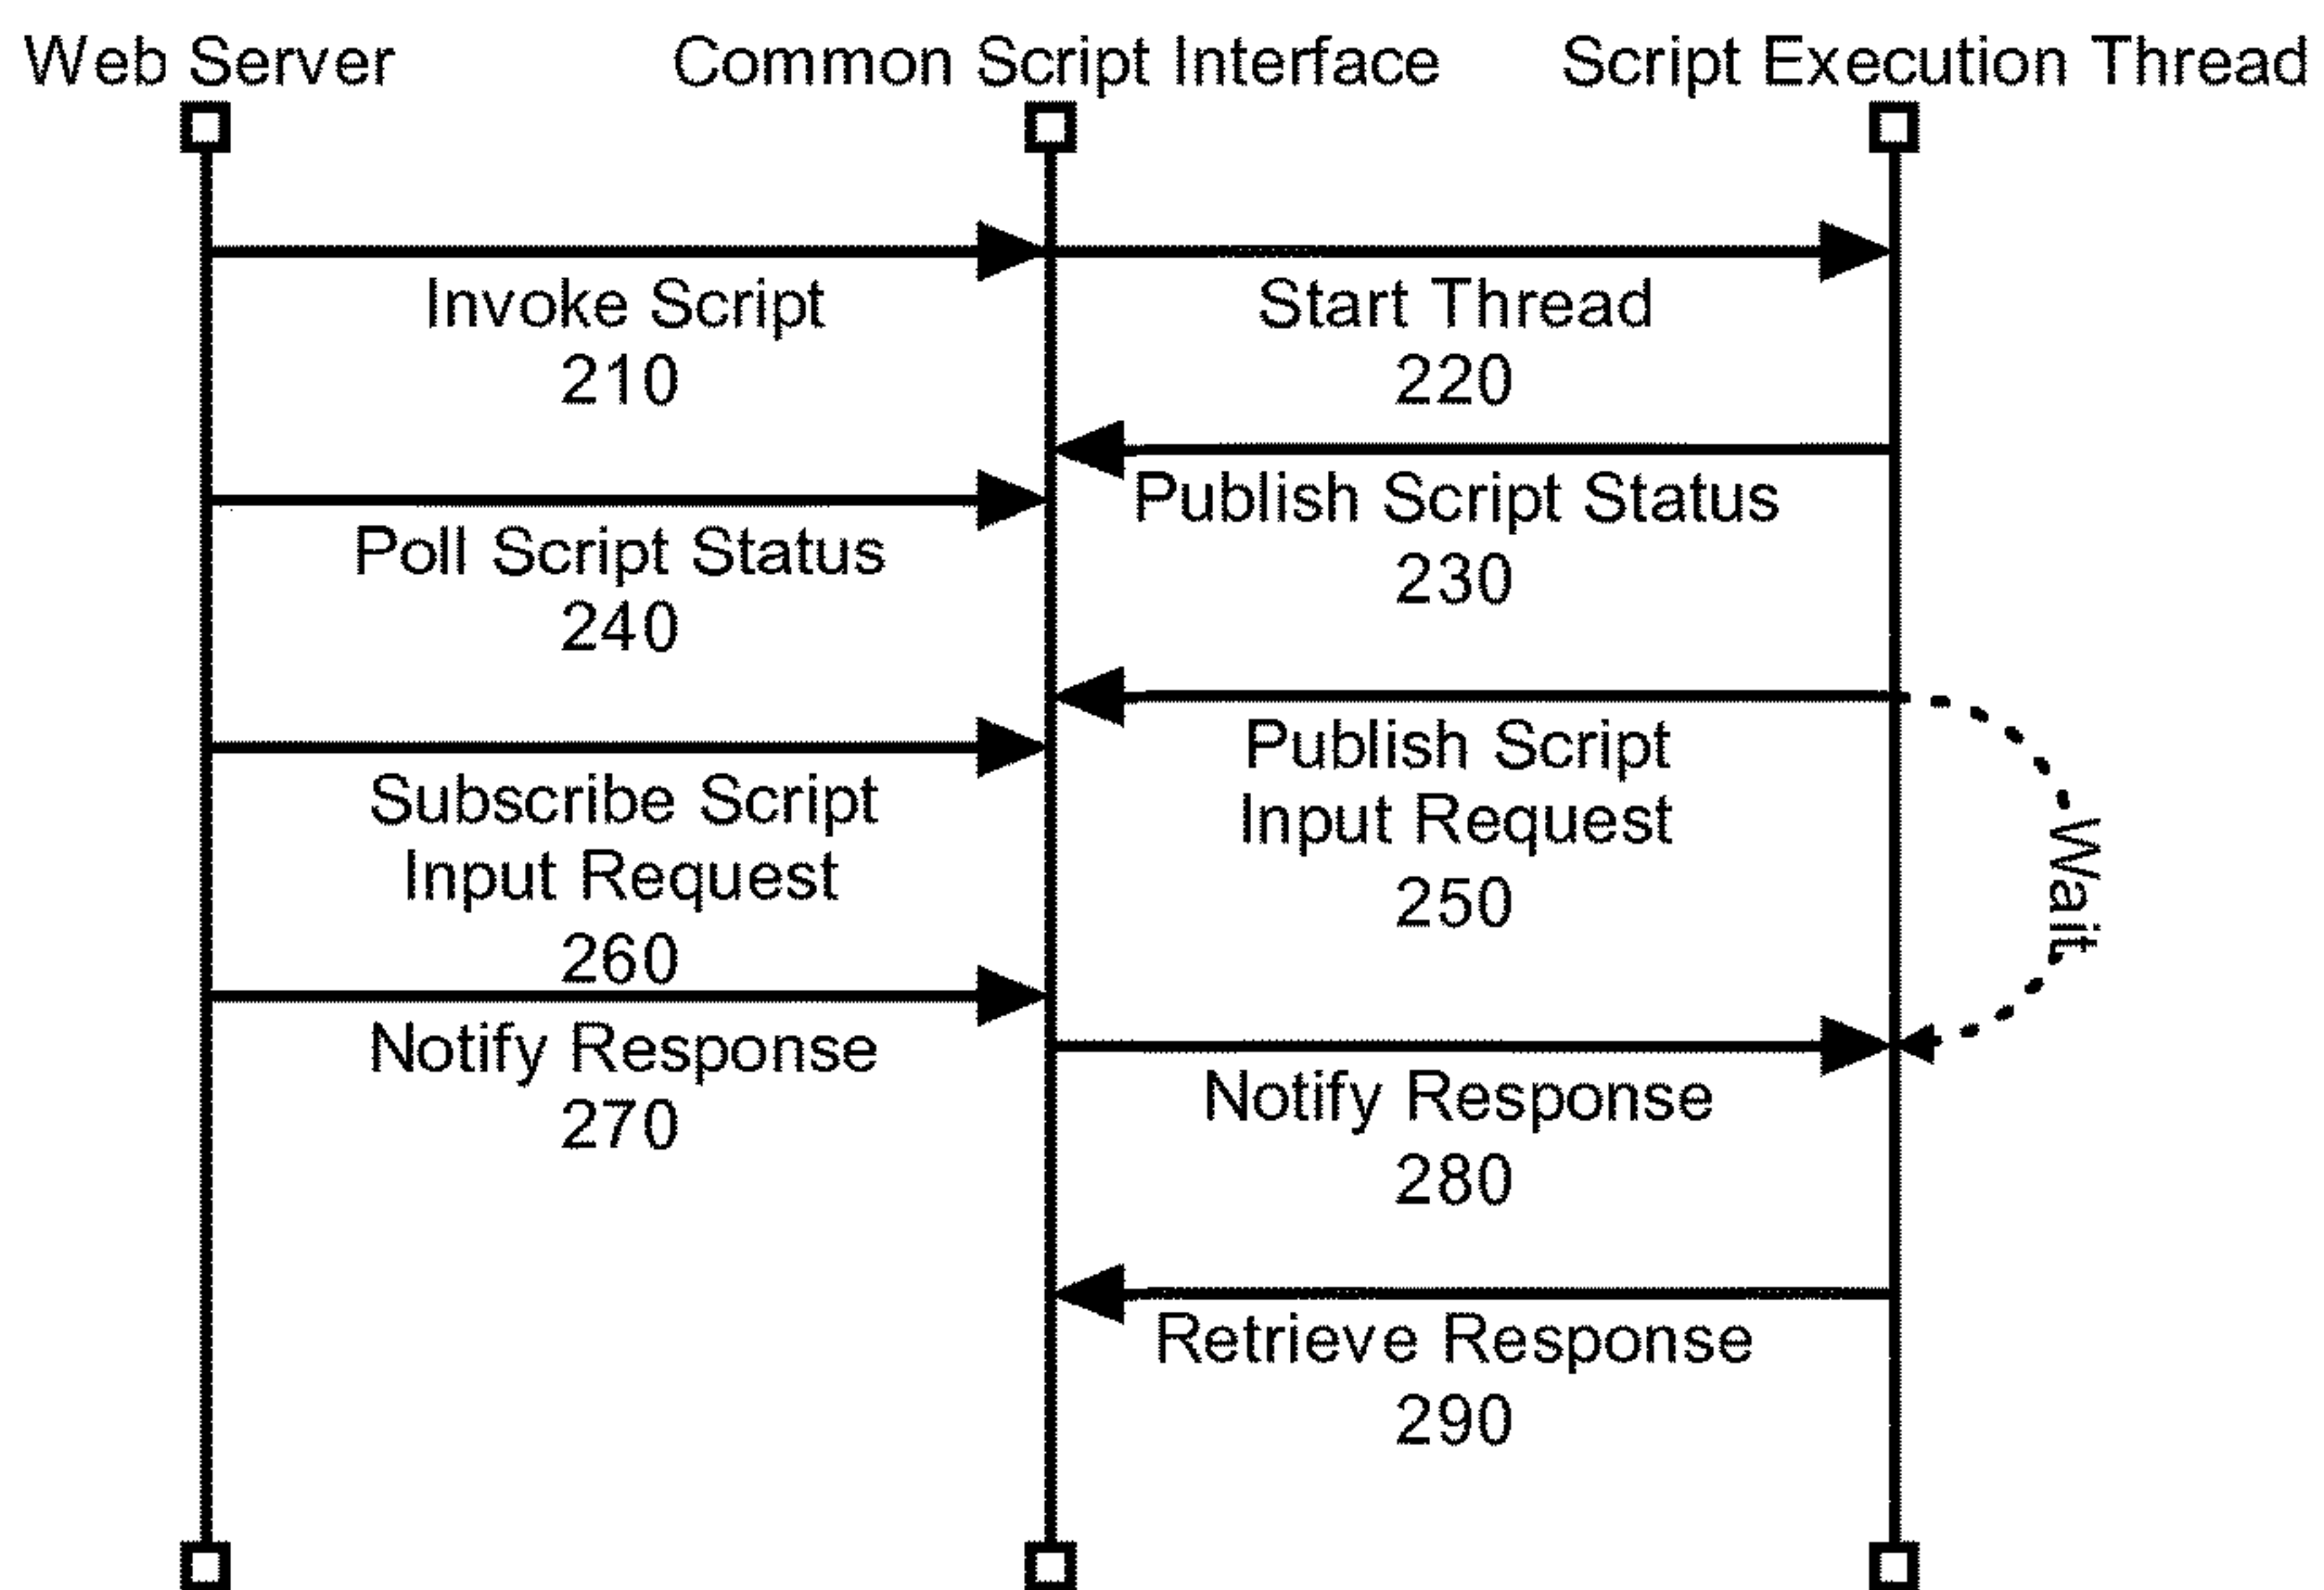 Web Server
Common Script Interface
Script Execution Thread
Invoke Script
210
Start Thread
220
Publish Script Status
230
Poll Script Status
240
Publish Script
Input Request
250
Wait
Subscribe Script
Input Request
260
Notify Response
270
Notify Response
280
Retrieve Response
290